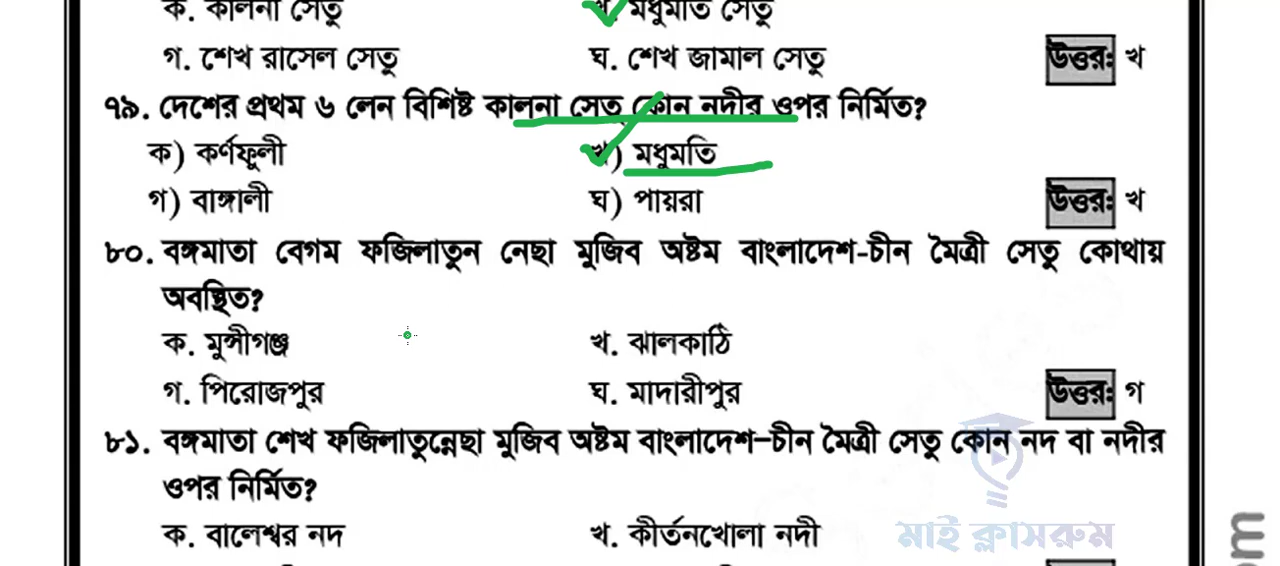 ক. কালনা সেতু খ. মধুমতি সেতু
গ. শেখ রাসেল সেতু ঘ. শেখ জামাল সেতু উত্তর: খ
৭৯. দেশের প্রথম ৬ লেন বিশিষ্ট কালনা সেতু কোন নদীর ওপর নির্মিত?
ক) কর্ণফুলী খ) মধুমতি
গ) বাঙ্গালী ঘ) পায়রা উত্তর: খ
৮০. বঙ্গমাতা বেগম ফজিলাতুন নেছা মুজিব অষ্টম বাংলাদেশ-চীন মৈত্রী সেতু কোথায়
অবস্থিত?
ক. মুন্সীগঞ্জ খ. ঝালকাঠি
গ. পিরোজপুর ঘ. মাদারীপুর উত্তর: গ
৮১. বঙ্গমাতা শেখ ফজিলাতুন্নেছা মুজিব অষ্টম বাংলাদেশ–চীন মৈত্রী সেতু কোন নদ বা নদীর
ওপর নির্মিত?
ক. বালেশ্বর নদ খ. কীর্তনখোলা নদী
মাই ক্লাসরুম
om